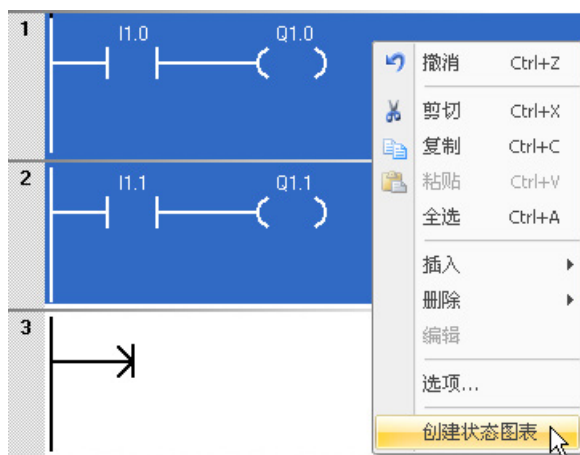 1
I1.0 Q1.0
撤消 Ctrl+Z
剪切 Ctrl+X
复制 Ctrl+C
2
I1.1 Q1.1
粘贴 Ctrl+V
全选 Ctrl+A
插入
删除
3
编辑
选项...
创建状态图表